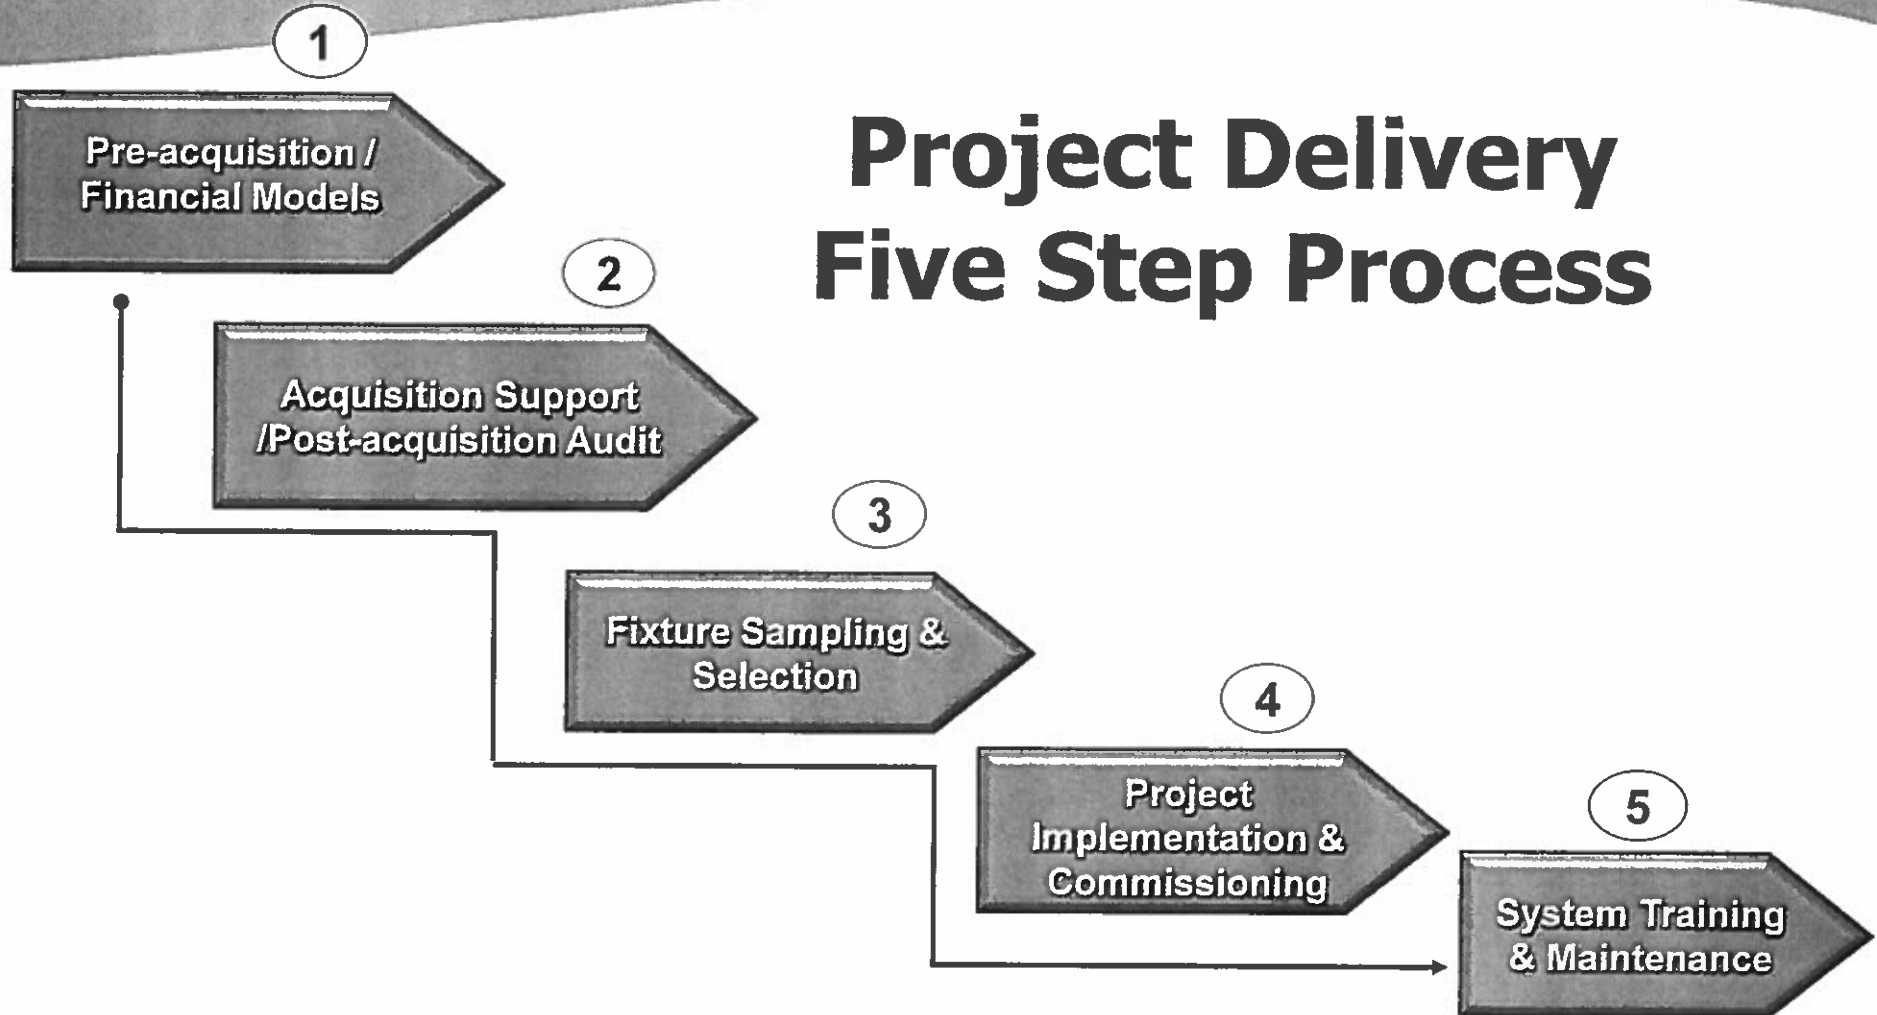 Project Delivery
Five Step Process
1
Pre-acquisition /
Financial Models
2
Acquisition Support
/Post-acquisition Audit
3
Fixture Sampling &
Selection
4
Project
Implementation &
Commissioning
5
System Training
& Maintenance